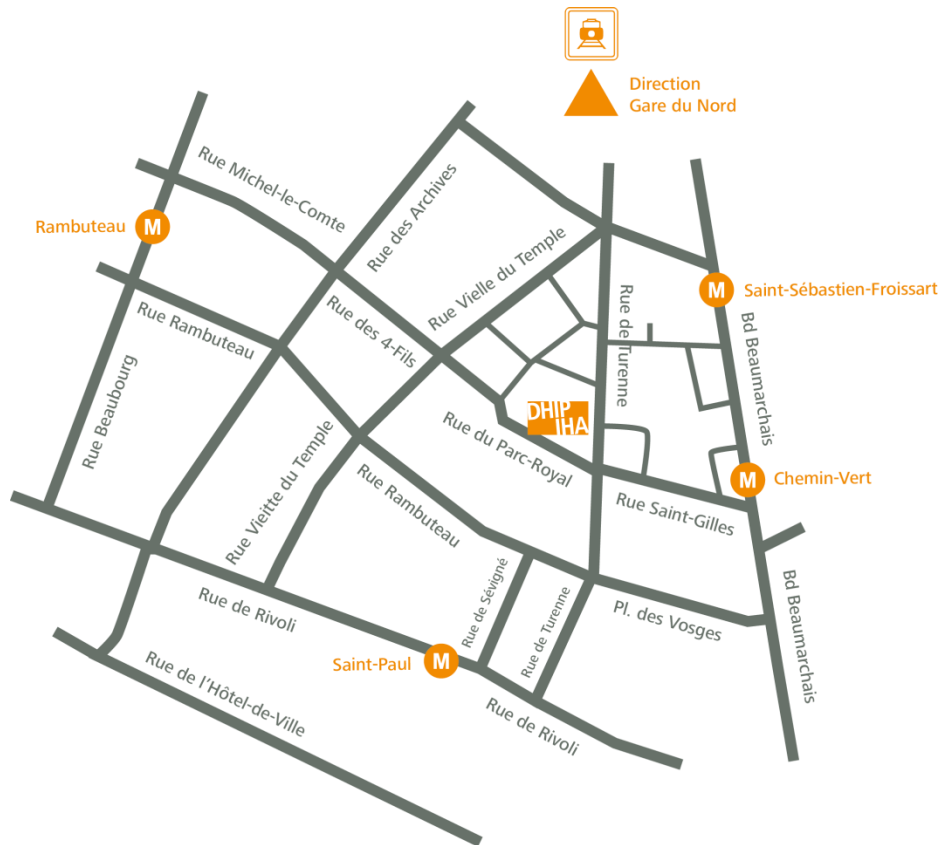 Direction
Gare du Nord
Rue Michel-le-Comte
Rue des Archives
Rambuteau
M
Rue Vielle du Temple
M
Saint-Sébastien-Froissart
Rue Rambuteau
Rue des 4-Fils
Rue de Turenne
Bd Beaumarchais
Rue Beaubourg
DHIP
IHA
Rue du Parc-Royal
Rue Vieitte du Temple
Rue Rambuteau
M
Chemin-Vert
Rue Saint-Gilles
Rue de Rivoli
Rue de Sévigné
Rue de Turenne
Pl. des Vosges
Bd Beaumarchais
Saint-Paul
M
Rue de l'Hôtel-de-Ville
Rue de Rivoli